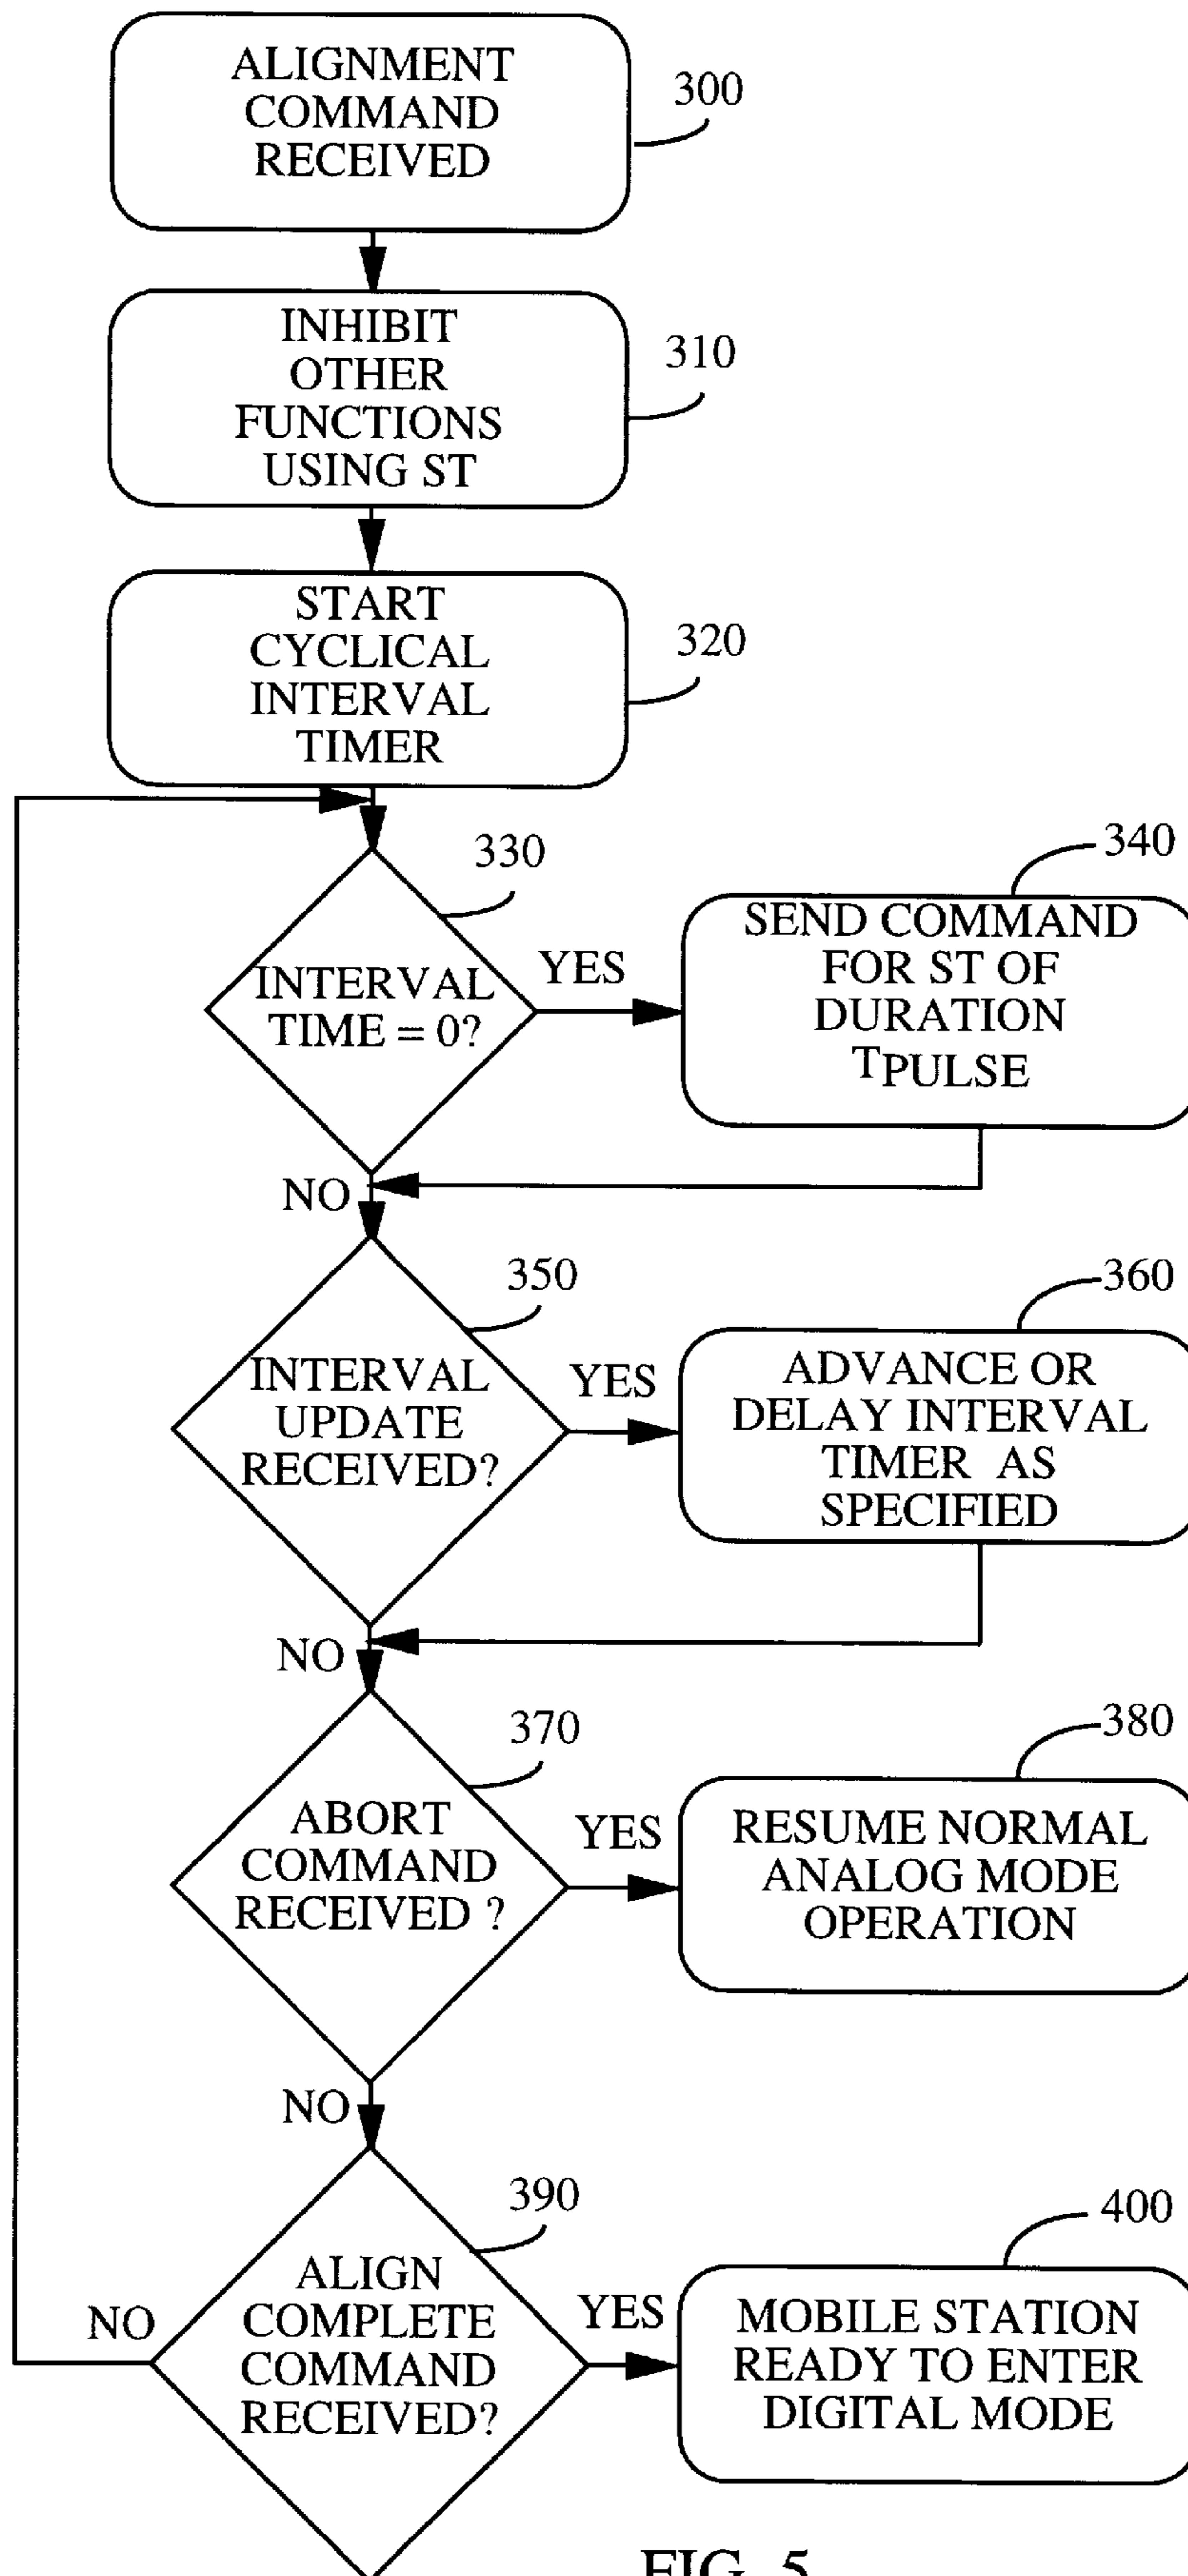 ALIGNMENT
COMMAND
RECEIVED
300
INHIBIT
OTHER
FUNCTIONS
USING ST
310
START
CYCLICAL
INTERVAL
TIMER
320
330
INTERVAL
TIME = 0?
YES
340
SEND COMMAND
FOR ST OF
DURATION
TPULSE
NO
350
INTERVAL
UPDATE
RECEIVED?
YES
360
ADVANCE OR
DELAY INTERVAL
TIMER AS
SPECIFIED
NO
370
ABORT
COMMAND
RECEIVED ?
YES
380
RESUME NORMAL
ANALOG MODE
OPERATION
NO
390
ALIGN
COMPLETE
COMMAND
RECEIVED?
NO
YES
400
MOBILE STATION
READY TO ENTER
DIGITAL MODE
FIG. 5